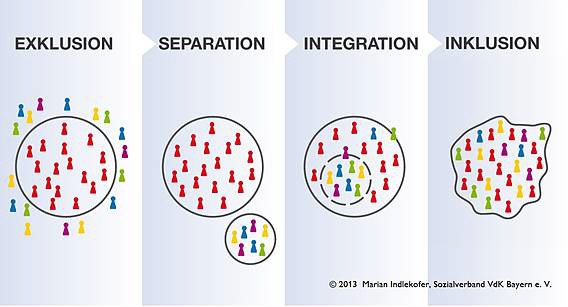 EXKLUSION SEPARATION INTEGRATION INKLUSION
© 2013 Marian Indlekofer, Sozialverband VdK Bayern e. V.